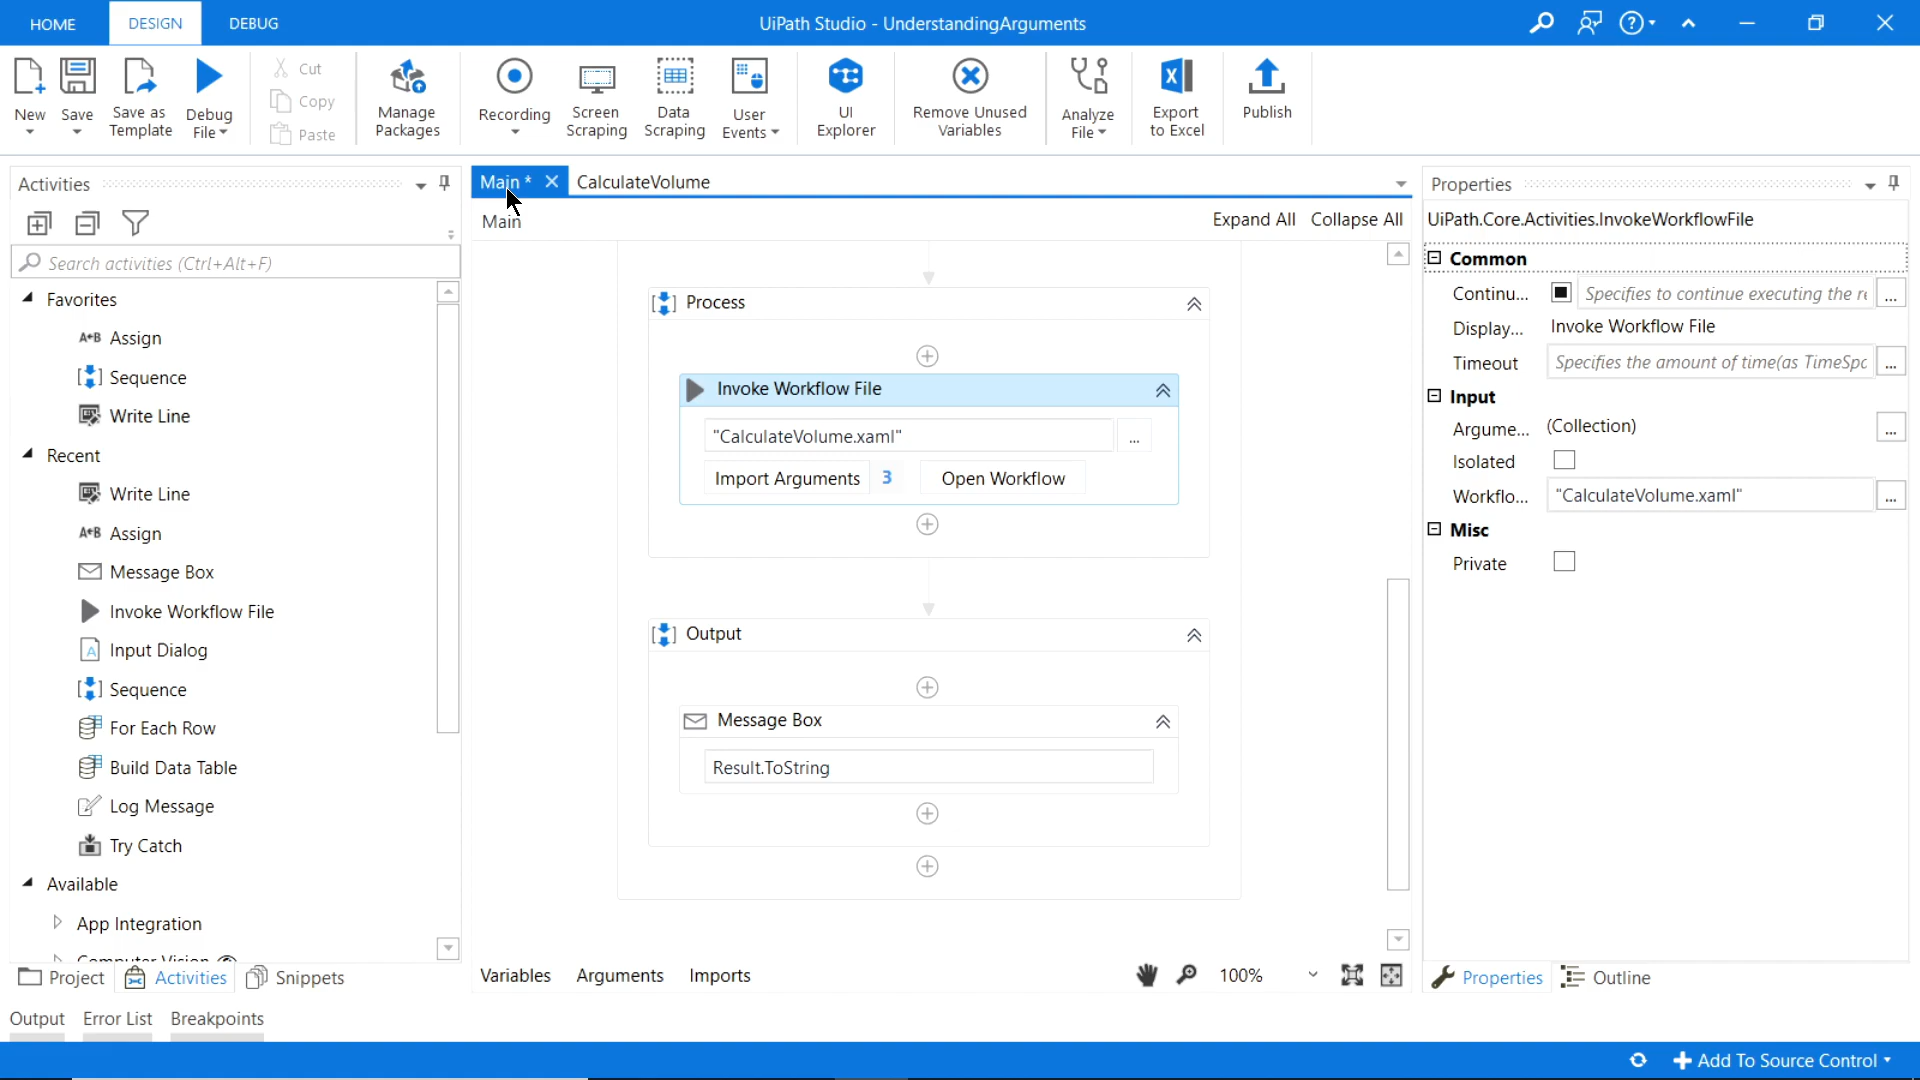 HOME DESIGN DEBUG UiPath Studio - UnderstandingArguments
New Save Save as Template Debug File Cut Copy Paste Manage Packages Recording Screen Scraping Data Scraping User Events UI Explorer Remove Unused Variables Analyze File Export to Excel Publish
Activities
Search activities (Ctrl+Alt+F)
Favorites
Assign
Sequence
Write Line
Recent
Write Line
Assign
Message Box
Invoke Workflow File
Input Dialog
Sequence
For Each Row
Build Data Table
Log Message
Try Catch
Available
App Integration
Computer Vision
Project Activities Snippets
Main * CalculateVolume
Main Expand All Collapse All
Process
Invoke Workflow File
"CalculateVolume.xaml" ...
Import Arguments 3 Open Workflow
Output
Message Box
Result.ToString
Variables Arguments Imports 100%
Properties
UiPath.Core.Activities.InvokeWorkflowFile
Common
Continu... Specifies to continue executing the re ...
Display... Invoke Workflow File
Timeout Specifies the amount of time(as TimeSpa ...
Input
Argume... (Collection) ...
Isolated
Workflo... "CalculateVolume.xaml" ...
Misc
Private
Properties Outline
Output Error List Breakpoints
Add To Source Control